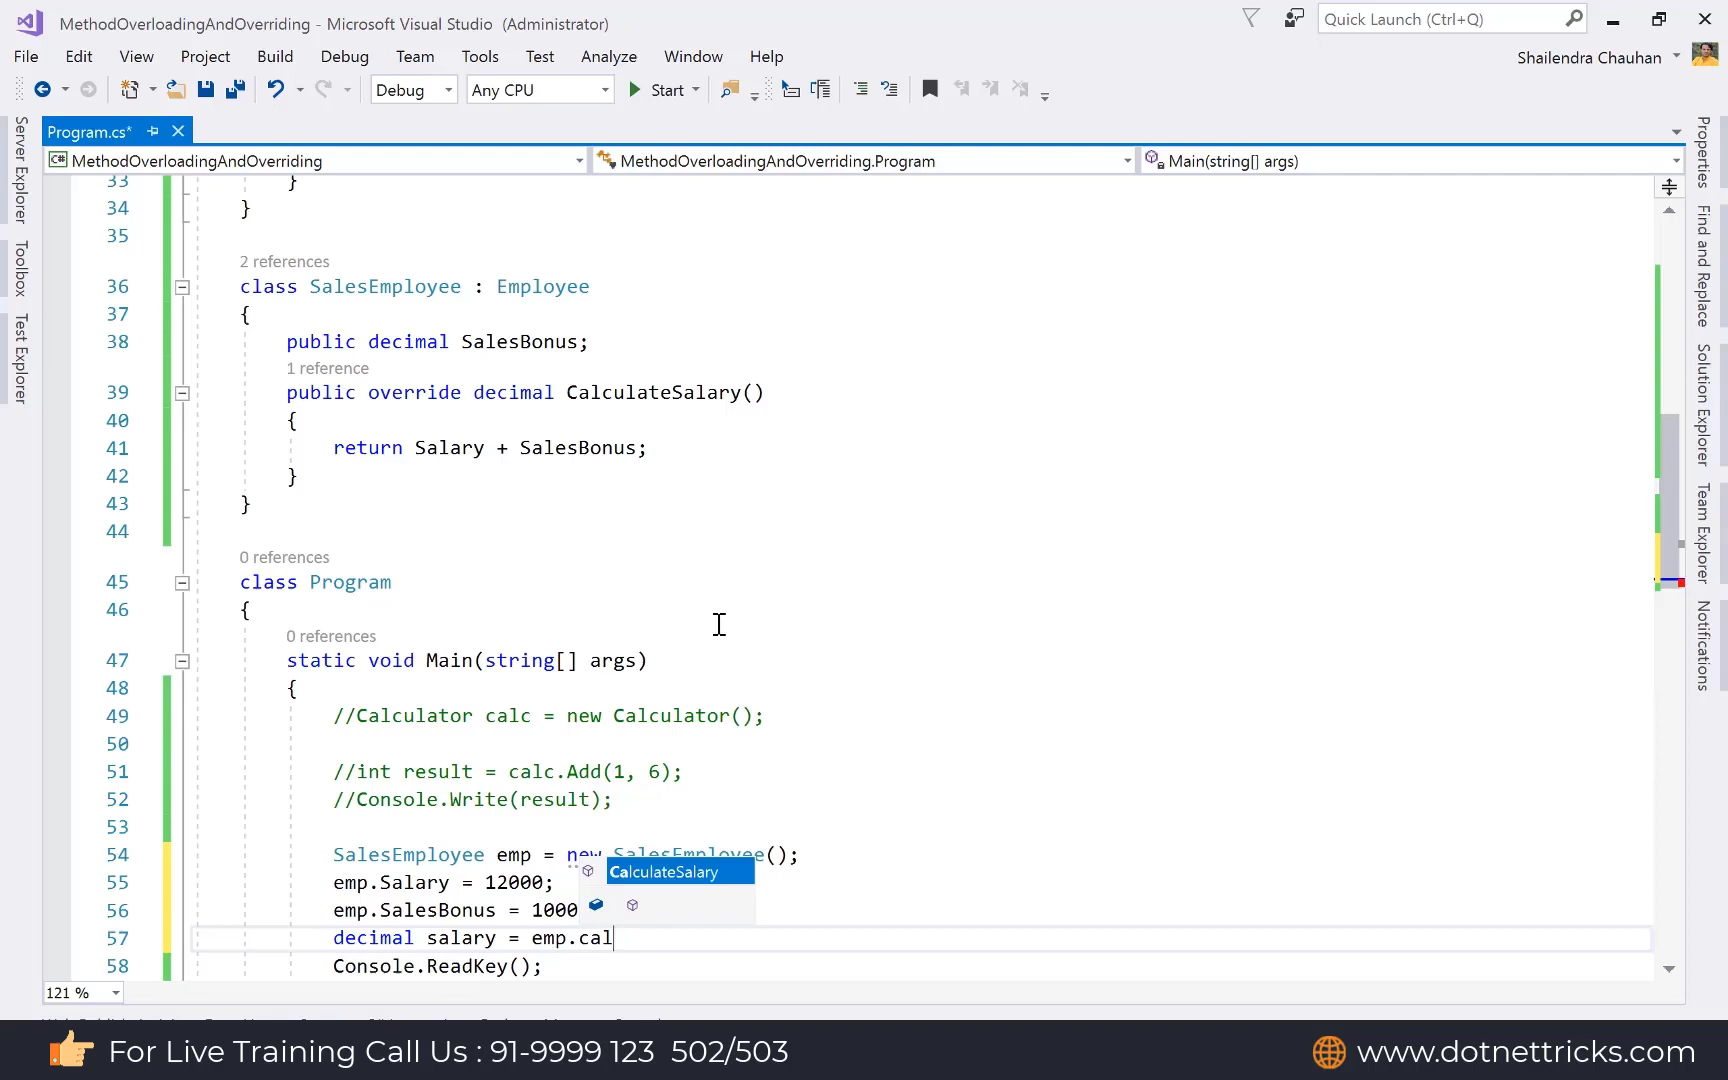 MethodOverloadingAndOverriding - Microsoft Visual Studio (Administrator)
Quick Launch (Ctrl+Q)
File Edit View Project Build Debug Team Tools Test Analyze Window Help
Shailendra Chauhan
Debug Any CPU Start
Program.cs*
C# MethodOverloadingAndOverriding MethodOverloadingAndOverriding.Program Main(string[] args)
Server Explorer
Toolbox
Test Explorer
33 }
34 }
35
2 references
36 class SalesEmployee : Employee
37 {
38 public decimal SalesBonus;
1 reference
39 public override decimal CalculateSalary()
40 {
41 return Salary + SalesBonus;
42 }
43 }
44
0 references
45 class Program
46 {
0 references
47 static void Main(string[] args)
48 {
49 //Calculator calc = new Calculator();
50
51 //int result = calc.Add(1, 6);
52 //Console.Write(result);
53
54 SalesEmployee emp = new SalesEmployee();
CalculateSalary
55 emp.Salary = 12000;
56 emp.SalesBonus = 1000
57 decimal salary = emp.cal
58 Console.ReadKey();
121 %
Properties
Find and Replace
Solution Explorer
Team Explorer
Notifications
For Live Training Call Us : 91-9999 123 502/503
www.dotnettricks.com